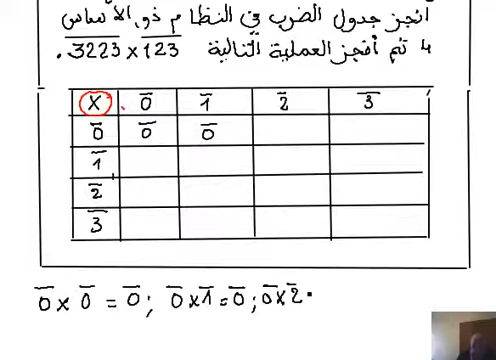 انجز جدول الضرب في النظام ذو الأساس
4 ثم أنجز العملية التالية 3223 × 123.
× 0̅ 1̅ 2̅ 3̅
0̅ 0̅ 0̅
1̅
2̅
3̅
0̅ × 0̅ = 0̅; 0̅ × 1̅ = 0̅; 0̅ × 2̅